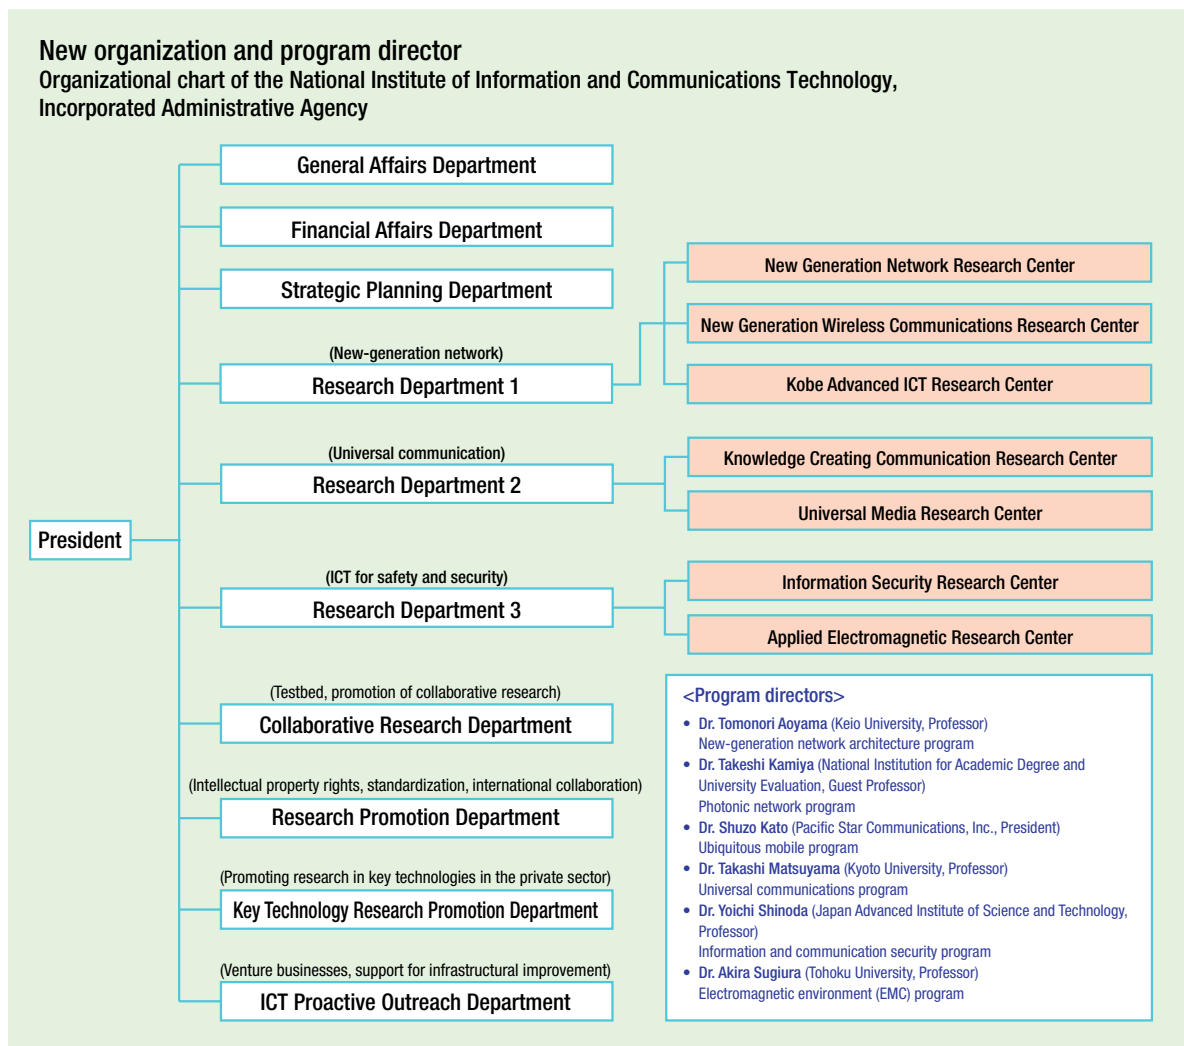 New organization and program director
Organizational chart of the National Institute of Information and Communications Technology,
Incorporated Administrative Agency
President
General Affairs Department
Financial Affairs Department
Strategic Planning Department
(New-generation network)
Research Department 1
New Generation Network Research Center
New Generation Wireless Communications Research Center
Kobe Advanced ICT Research Center
(Universal communication)
Research Department 2
Knowledge Creating Communication Research Center
Universal Media Research Center
(ICT for safety and security)
Research Department 3
Information Security Research Center
Applied Electromagnetic Research Center
(Testbed, promotion of collaborative research)
Collaborative Research Department
(Intellectual property rights, standardization, international collaboration)
Research Promotion Department
(Promoting research in key technologies in the private sector)
Key Technology Research Promotion Department
(Venture businesses, support for infrastructural improvement)
ICT Proactive Outreach Department
<Program directors>
• Dr. Tomonori Aoyama (Keio University, Professor)
New-generation network architecture program
• Dr. Takeshi Kamiya (National Institution for Academic Degree and
University Evaluation, Guest Professor)
Photonic network program
• Dr. Shuzo Kato (Pacific Star Communications, Inc., President)
Ubiquitous mobile program
• Dr. Takashi Matsuyama (Kyoto University, Professor)
Universal communications program
• Dr. Yoichi Shinoda (Japan Advanced Institute of Science and Technology,
Professor)
Information and communication security program
• Dr. Akira Sugiura (Tohoku University, Professor)
Electromagnetic environment (EMC) program